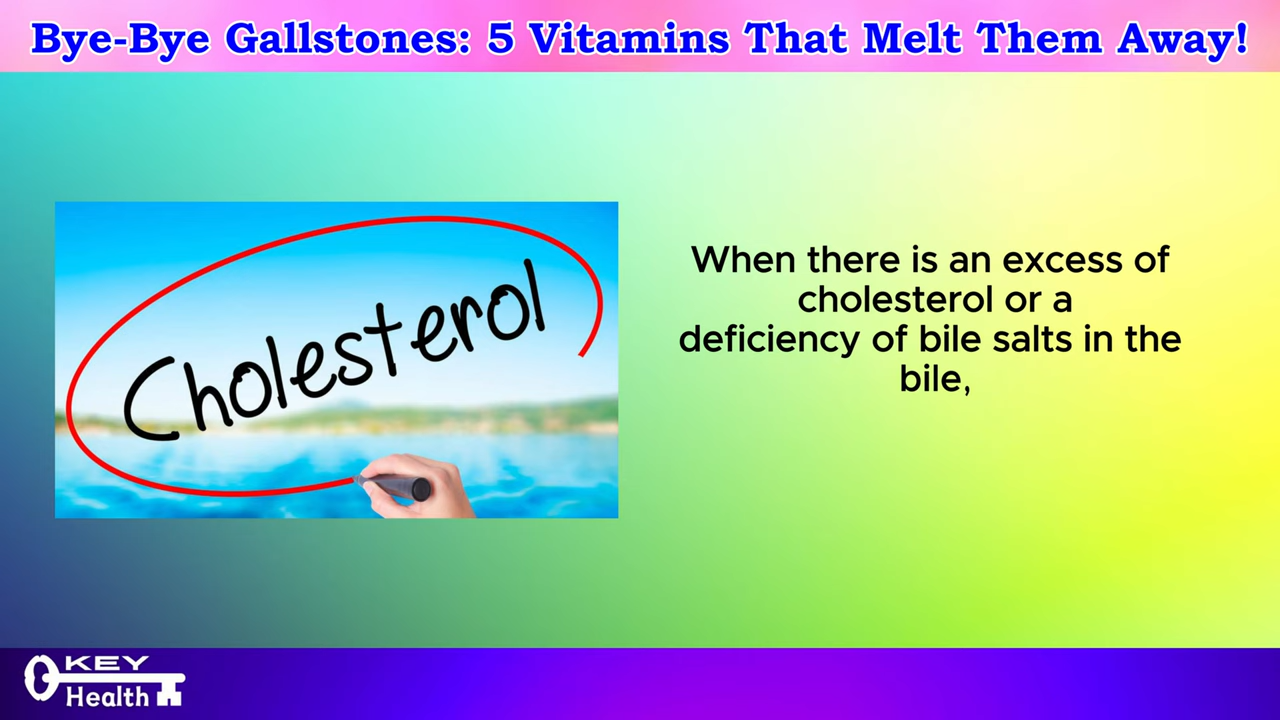 Bye-Bye Gallstones: 5 Vitamins That Melt Them Away!
Cholesterol
When there is an excess of
cholesterol or a
deficiency of bile salts in the
bile,
KEY
Health